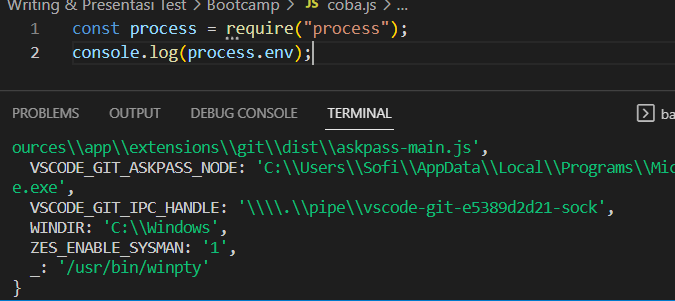 Writing & Presentasi Test > Bootcamp > JS coba.js > ...
1 const process = require("process");
2 console.log(process.env);
PROBLEMS OUTPUT DEBUG CONSOLE TERMINAL ba
ources\\app\\extensions\\git\\dist\\askpass-main.js',
VSCODE_GIT_ASKPASS_NODE: 'C:\\Users\\Sofi\\AppData\\Local\\Programs\\Mic
e.exe',
VSCODE_GIT_IPC_HANDLE: '\\\\.\\pipe\\vscode-git-e5389d2d21-sock',
WINDIR: 'C:\\Windows',
ZES_ENABLE_SYSMAN: '1',
_: '/usr/bin/winpty'
}